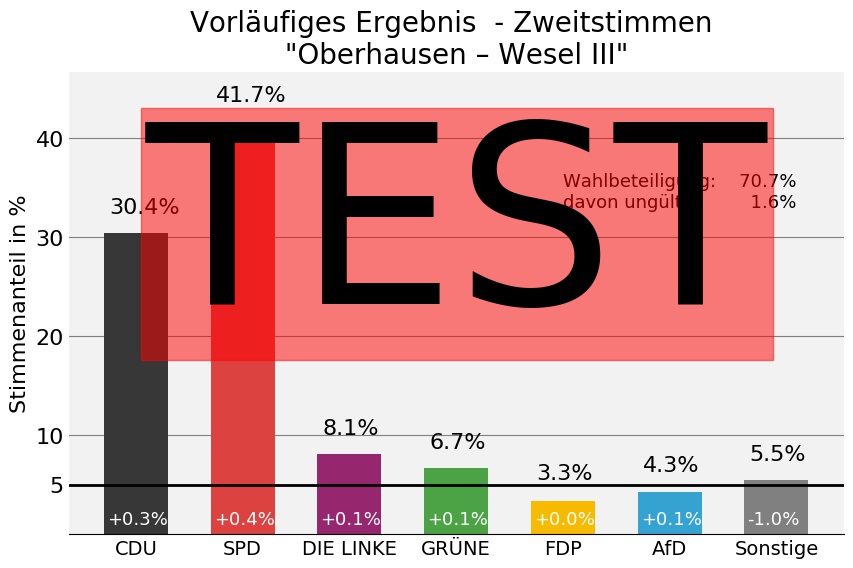 Vorläufiges Ergebnis - Zweitstimmen
"Oberhausen – Wesel III"
41.7%
TEST
40
Wahlbeteiligung: 70.7%
davon ungült 1.6%
30.4%
30
Stimmenanteil in %
20
10
8.1%
6.7%
3.3%
4.3%
5.5%
5
+0.3% +0.4% +0.1% +0.1% +0.0% +0.1% -1.0%
CDU SPD DIE LINKE GRÜNE FDP AfD Sonstige